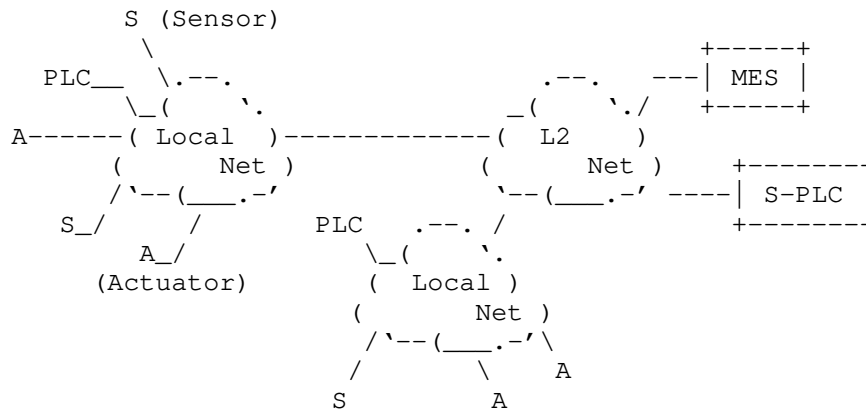 S (Sensor)
PLC MES
A Local L2
Net Net
S-PLC
S PLC
A
(Actuator) Local
Net
A
S A